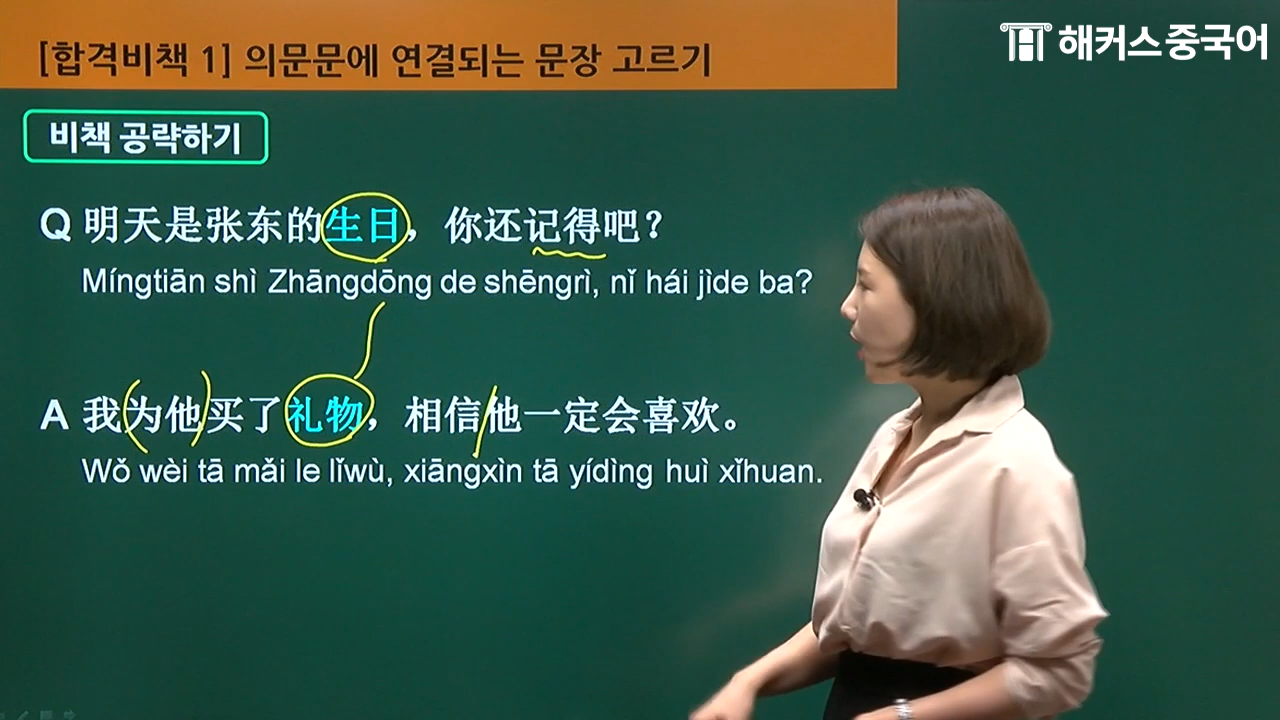 [합격비책 1] 의문문에 연결되는 문장 고르기
해커스중국어
비책 공략하기
Q 明天是张东的生日，你还记得吧？
Míngtiān shì Zhāngdōng de shēngrì, nǐ hái jìde ba?
A 我为他买了礼物，相信他一定会喜欢。
Wǒ wèi tā mǎi le lǐwù, xiāngxìn tā yídìng huì xǐhuan.